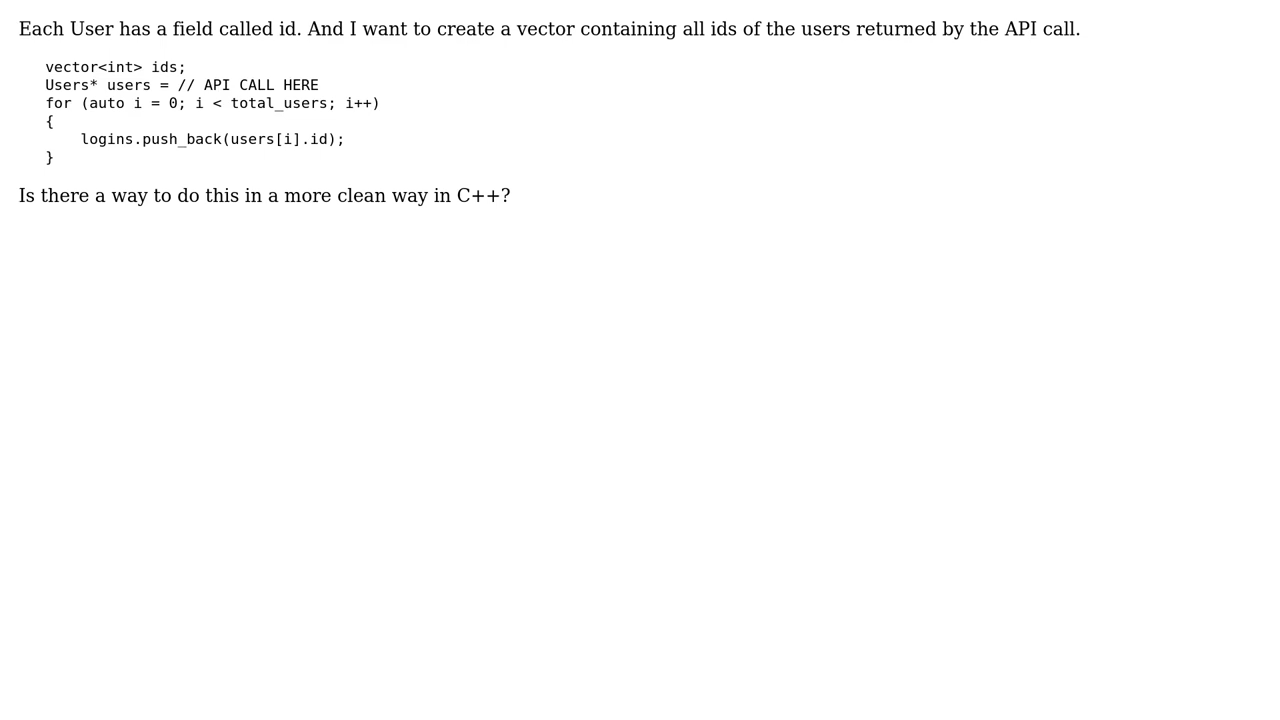 Each User has a field called id. And I want to create a vector containing all ids of the users returned by the API call.
vector<int> ids;
Users* users = // API CALL HERE
for (auto i = 0; i < total_users; i++)
{
    logins.push_back(users[i].id);
}
Is there a way to do this in a more clean way in C++?